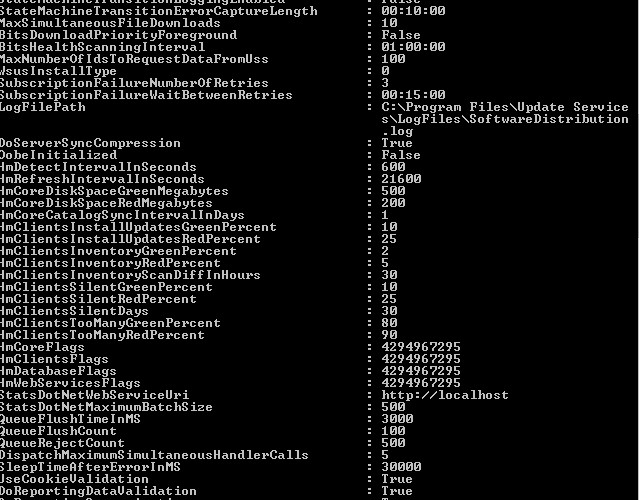 StateMachineTransitionErrorCaptureLength : 00:10:00
MaxSimultaneousFileDownloads : 10
BitsDownloadPriorityForeground : False
BitsHealthScanningInterval : 01:00:00
MaxNumberOfIdsToRequestDataFromUss : 100
WsusInstallType : 0
SubscriptionFailureNumberOfRetries : 3
SubscriptionFailureWaitBetweenRetries : 00:15:00
LogFilePath : C:\Program Files\Update Service
s\LogFiles\SoftwareDistribution
.log
DoServerSyncCompression : True
OobeInitialized : False
HmDetectIntervalInSeconds : 600
HmRefreshIntervalInSeconds : 21600
HmCoreDiskSpaceGreenMegabytes : 500
HmCoreDiskSpaceRedMegabytes : 200
HmCoreCatalogSyncIntervalInDays : 1
HmClientsInstallUpdatesGreenPercent : 10
HmClientsInstallUpdatesRedPercent : 25
HmClientsInventoryGreenPercent : 2
HmClientsInventoryRedPercent : 5
HmClientsInventoryScanDiffInHours : 30
HmClientsSilentGreenPercent : 10
HmClientsSilentRedPercent : 25
HmClientsSilentDays : 30
HmClientsTooManyGreenPercent : 80
HmClientsTooManyRedPercent : 90
HmCoreFlags : 4294967295
HmClientsFlags : 4294967295
HmDatabaseFlags : 4294967295
HmWebServicesFlags : 4294967295
StatsDotNetWebServiceUri : http://localhost
StatsDotNetMaximumBatchSize : 500
QueueFlushTimeInMS : 3000
QueueFlushCount : 100
QueueRejectCount : 500
DispatchMaximumSimultaneousHandlerCalls : 5
SleepTimeAfterErrorInMS : 30000
UseCookieValidation : True
DoReportingDataValidation : True